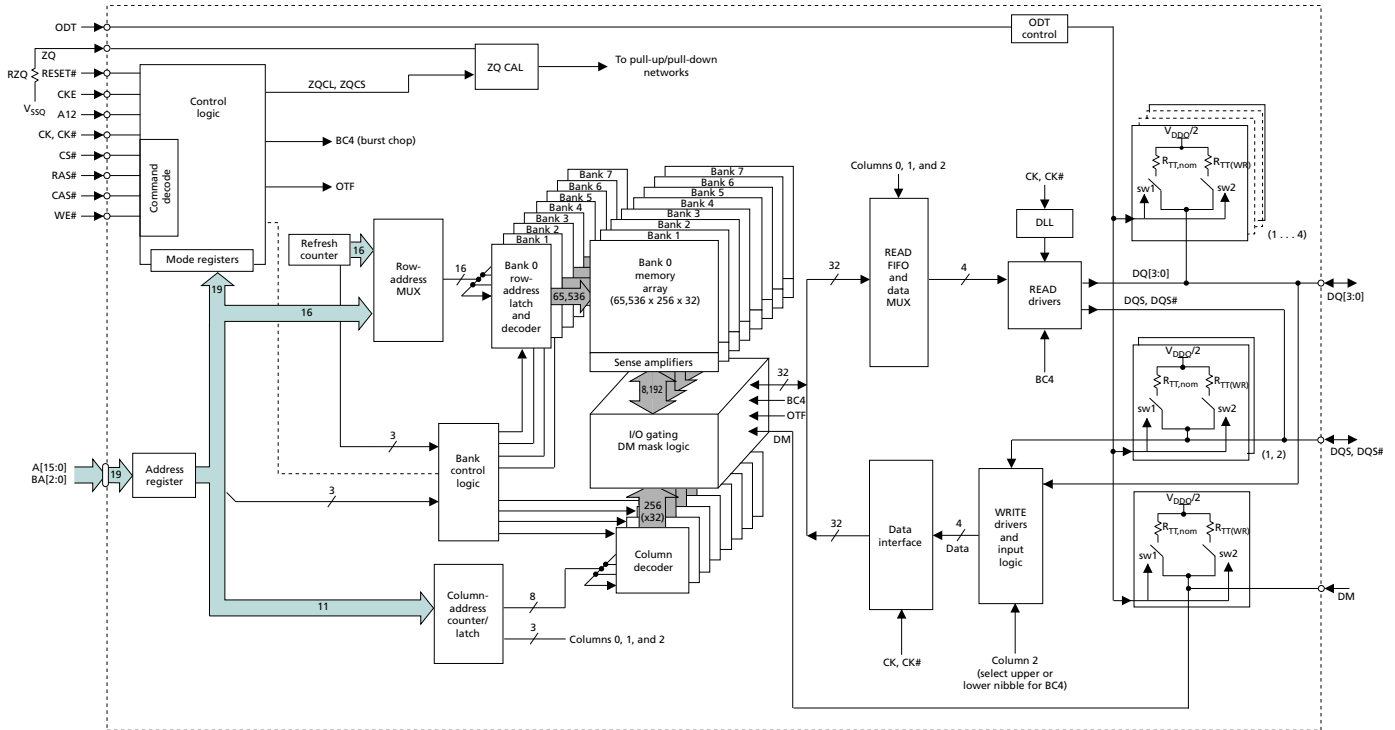 ODT
ODT
control
ZQ
RZQ
RESET#
ZQ CAL
To pull-up/pull-down
networks
ZQCL, ZQCS
CKE
VSSQ
A12
Control
logic
CK, CK#
BC4 (burst chop)
CS#
RAS#
OTF
CAS#
WE#
Command
decode
Mode registers
Refresh
counter
16
Row-
address
MUX
16
19
16
Bank 7
Bank 6
Bank 5
Bank 4
Bank 3
Bank 2
Bank 1
Bank 0
row-
address
latch
and
decoder
65,536
Bank 7
Bank 6
Bank 5
Bank 4
Bank 3
Bank 2
Bank 1
Bank 0
memory
array
(65,536 x 256 x 32)
Sense amplifiers
8,192
32
BC4
OTF
DM
I/O gating
DM mask logic
3
Bank
control
logic
3
256
(x32)
Column
decoder
A[15:0]
BA[2:0]
19
Address
register
11
Column-
address
counter/
latch
8
3
Columns 0, 1, and 2
Columns 0, 1, and 2
32
READ
FIFO
and
data
MUX
4
CK, CK#
DLL
READ
drivers
BC4
DQ[3:0]
DQS, DQS#
VDDQ/2
RTT,nom
RTT(WR)
sw1
sw2
(1 . . . 4)
DQ[3:0]
VDDQ/2
RTT,nom
RTT(WR)
sw1
sw2
(1, 2)
DQS, DQS#
32
Data
interface
4
Data
WRITE
drivers
and
input
logic
CK, CK#
Column 2
(select upper or
lower nibble for BC4)
VDDQ/2
RTT,nom
RTT(WR)
sw1
sw2
DM